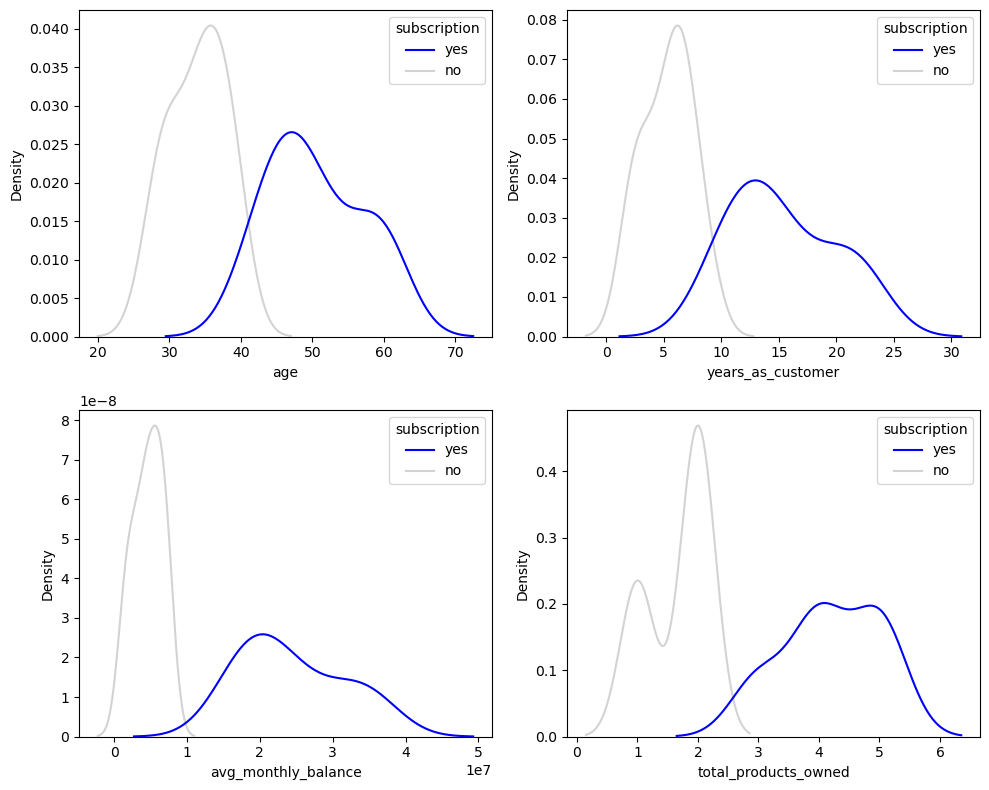 subscription
yes
no
0.040
0.035
0.030
0.025
0.020
0.015
0.010
0.005
0.000
Density
20 30 40 50 60 70
age
subscription
yes
no
0.08
0.07
0.06
0.05
0.04
0.03
0.02
0.01
0.00
Density
0 5 10 15 20 25 30
years_as_customer
1e−8
subscription
yes
no
8
7
6
5
4
3
2
1
0
Density
0 1 2 3 4 5
1e7
avg_monthly_balance
subscription
yes
no
0.4
0.3
0.2
0.1
0.0
Density
0 1 2 3 4 5 6
total_products_owned